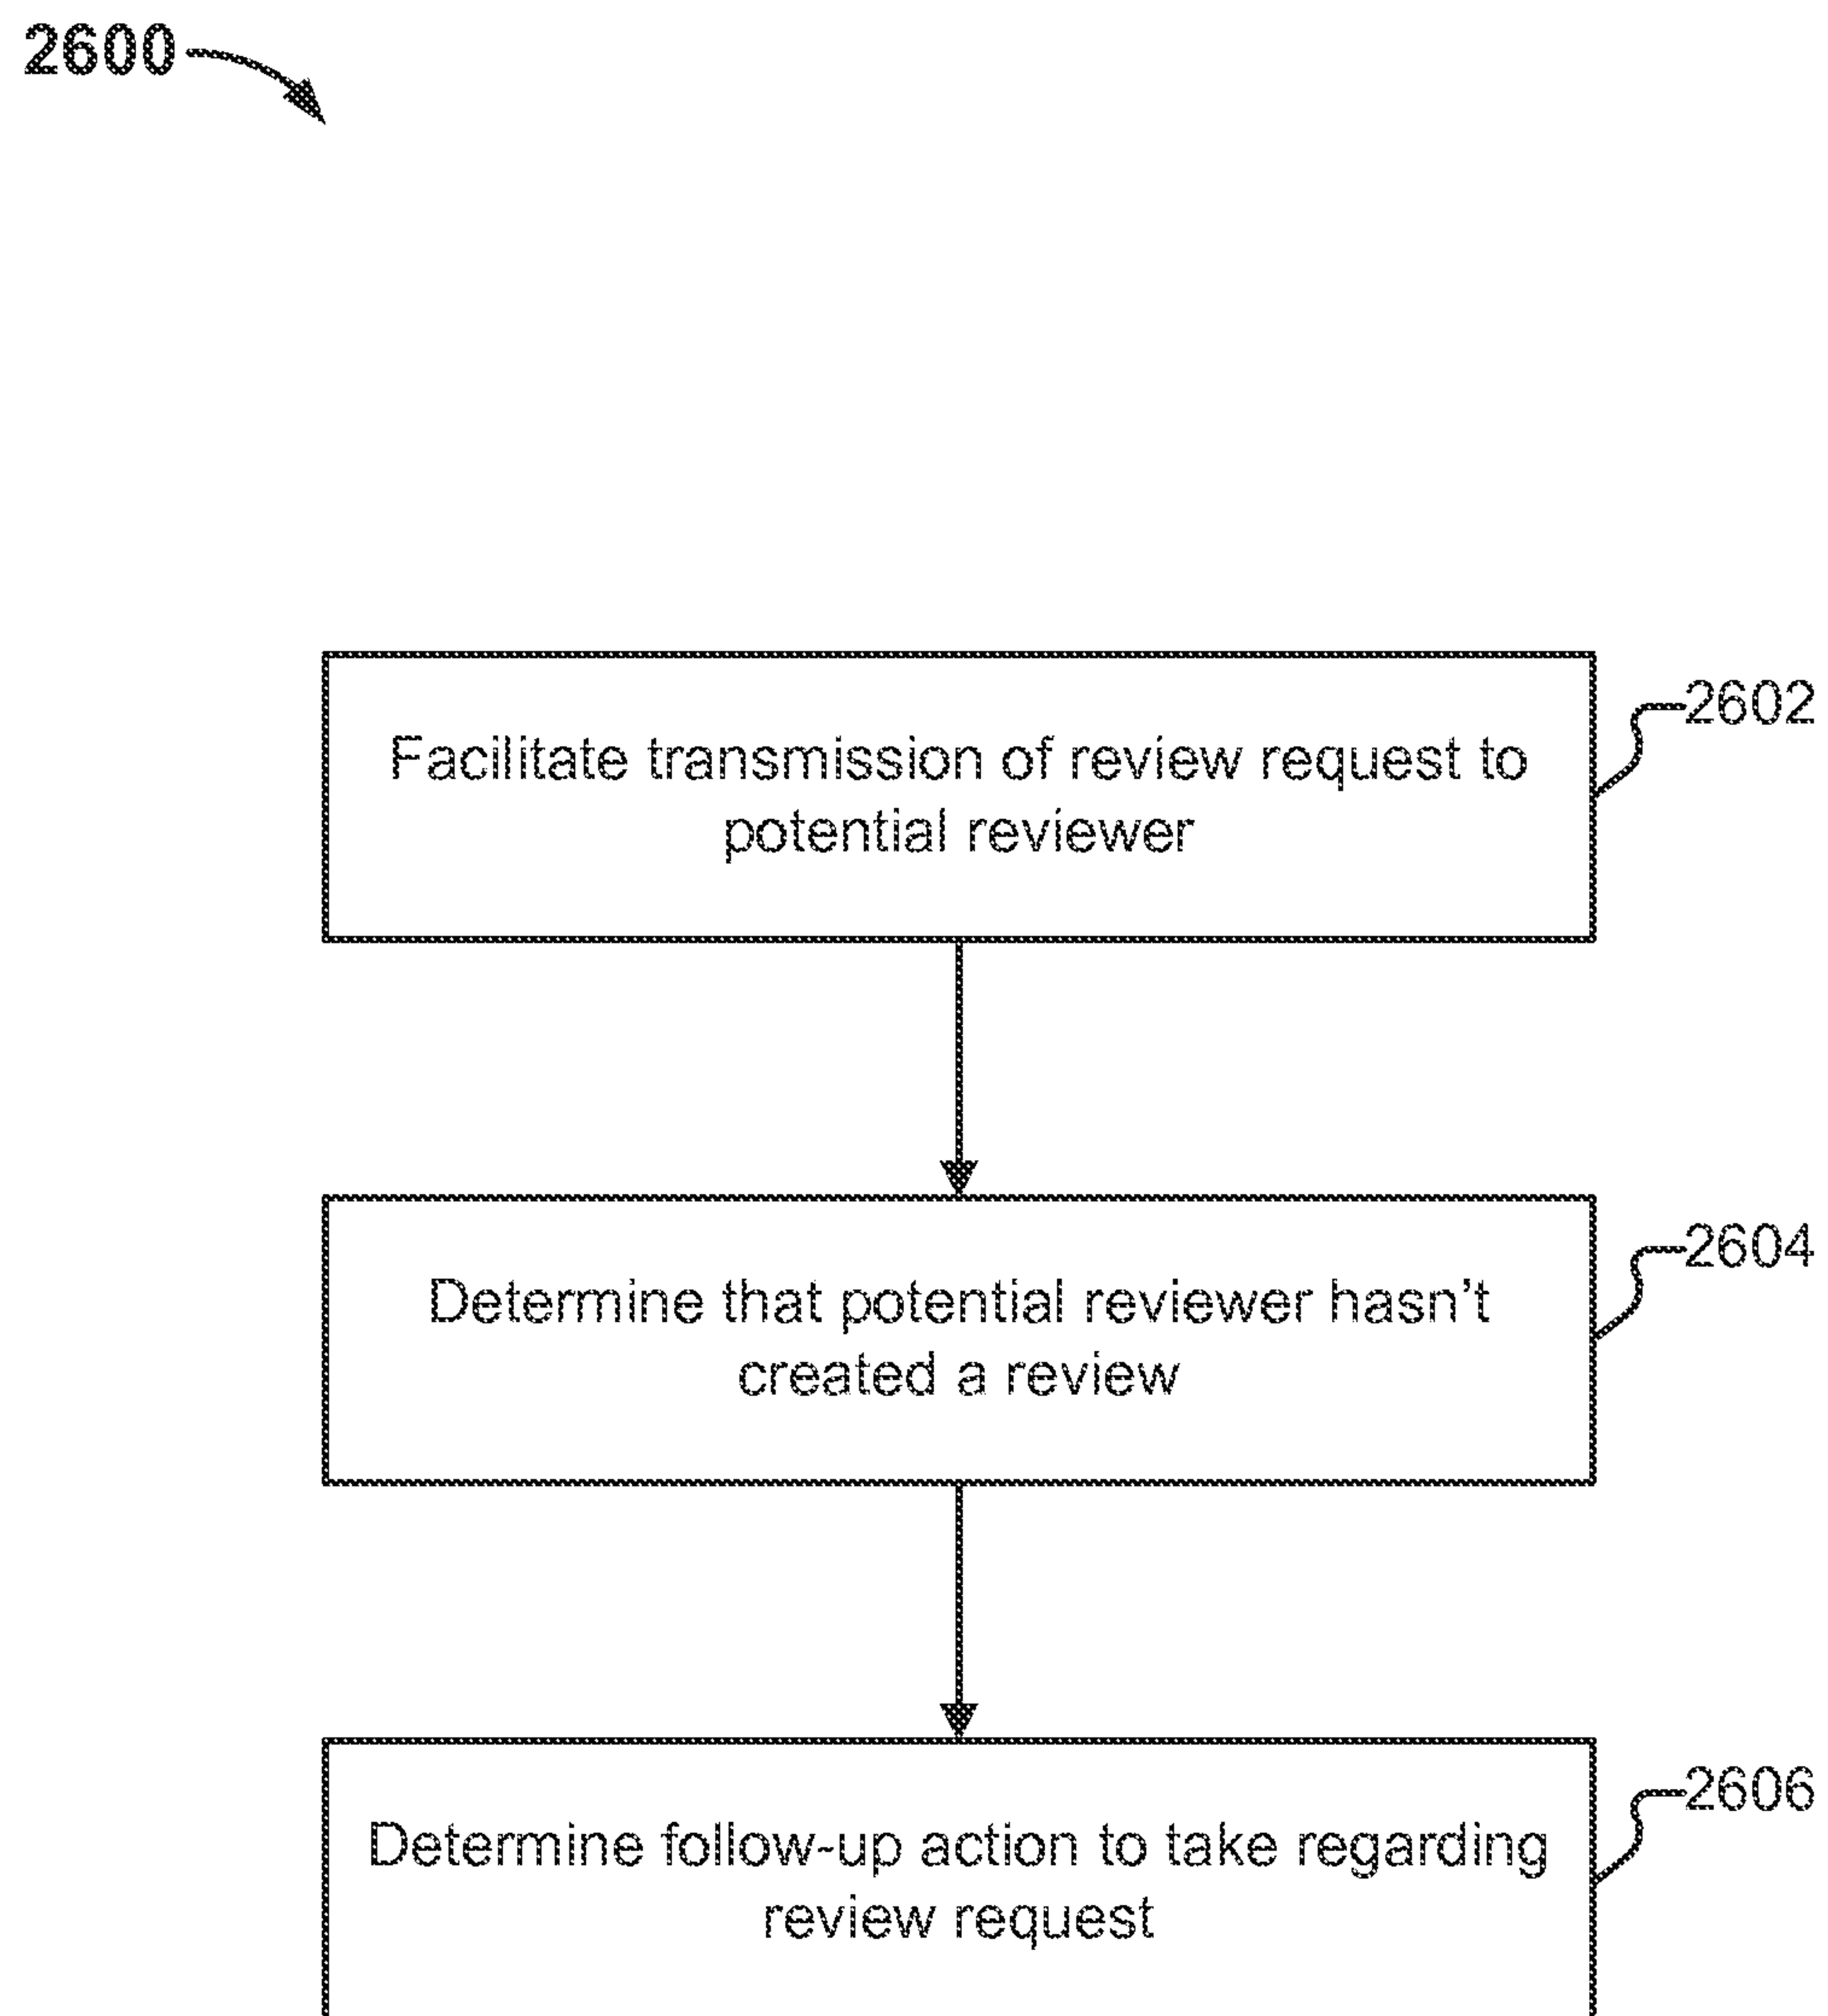 2600
Facilitate transmission of review request to
potential reviewer
2602
Determine that potential reviewer hasn't
created a review
2604
Determine follow-up action to take regarding
review request
2606